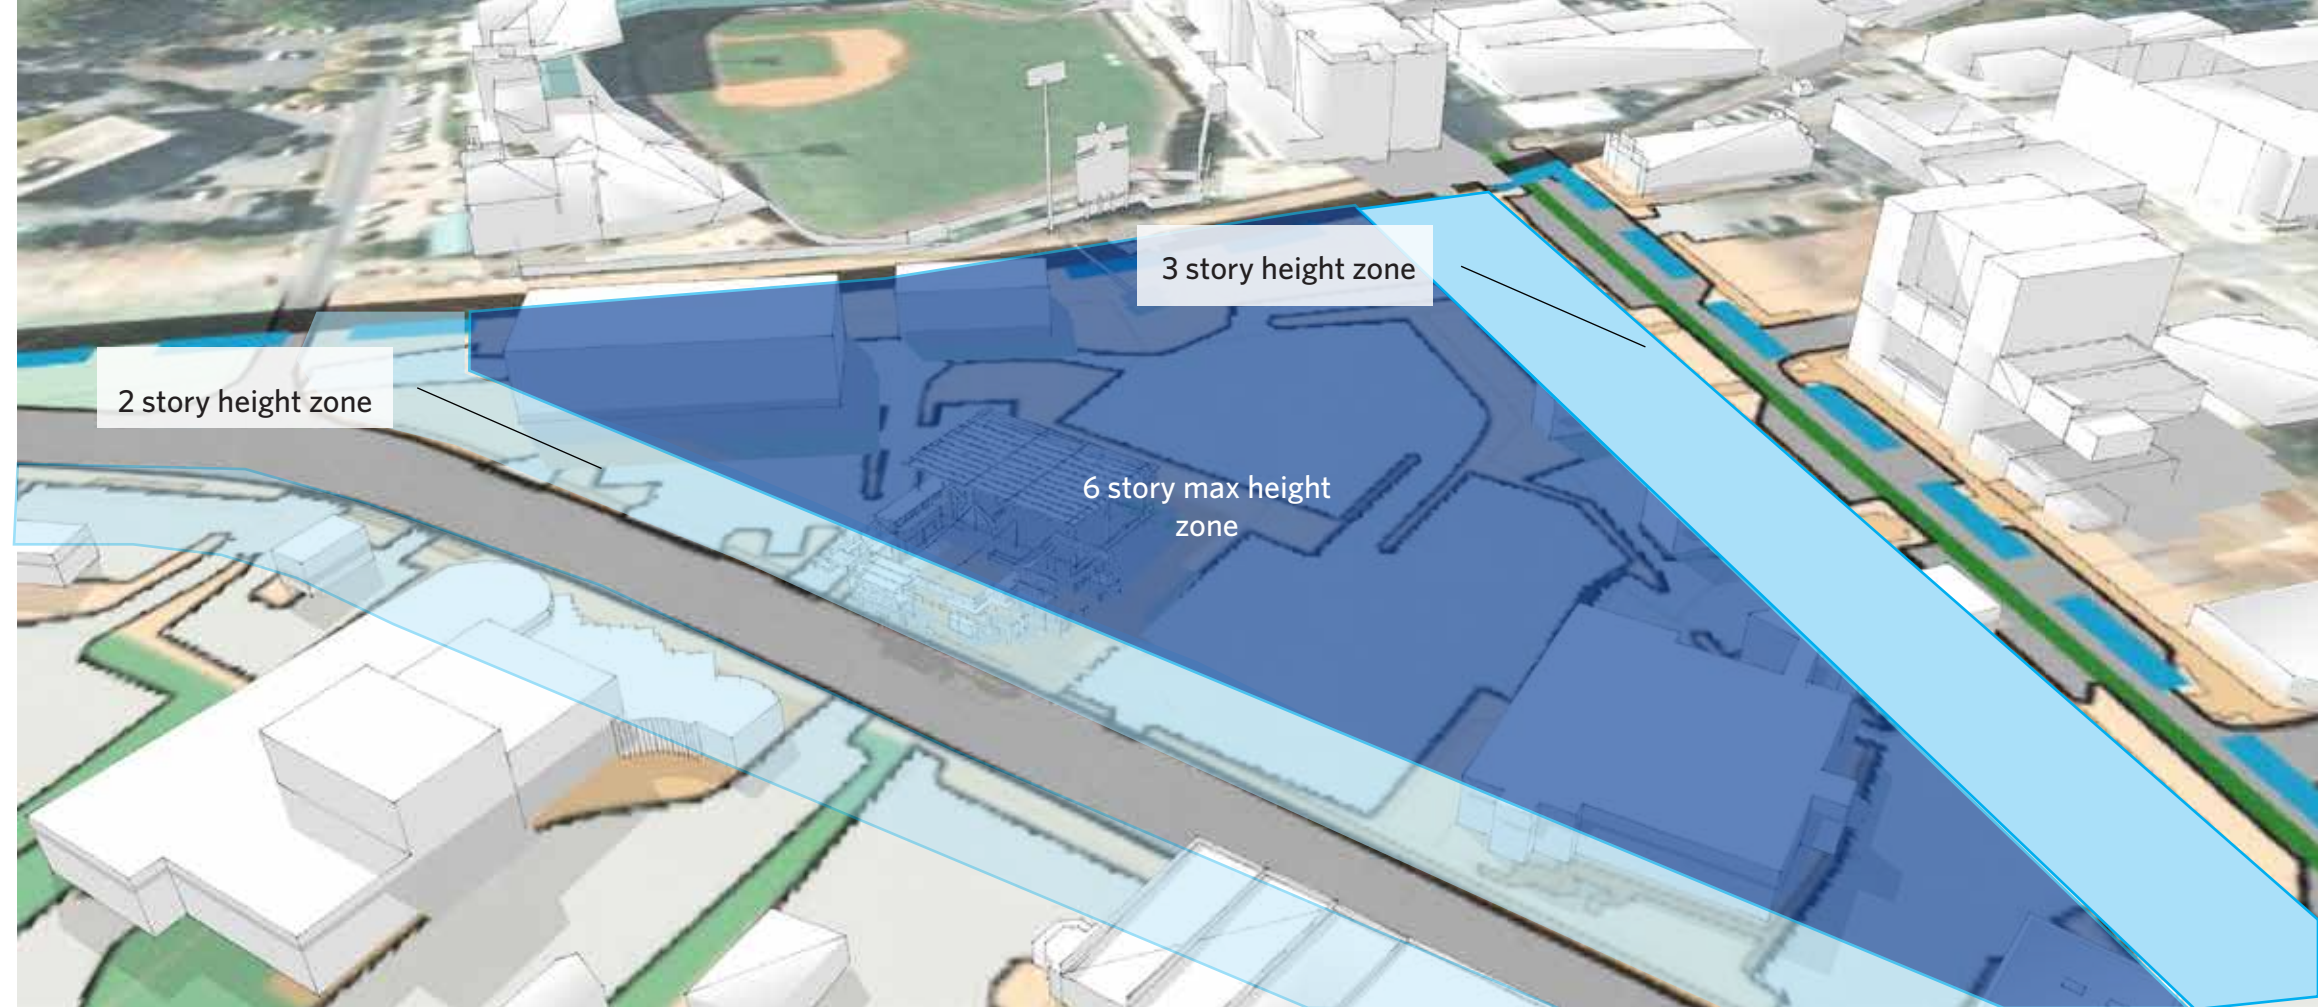 3 story height zone
2 story height zone
6 story max height
zone